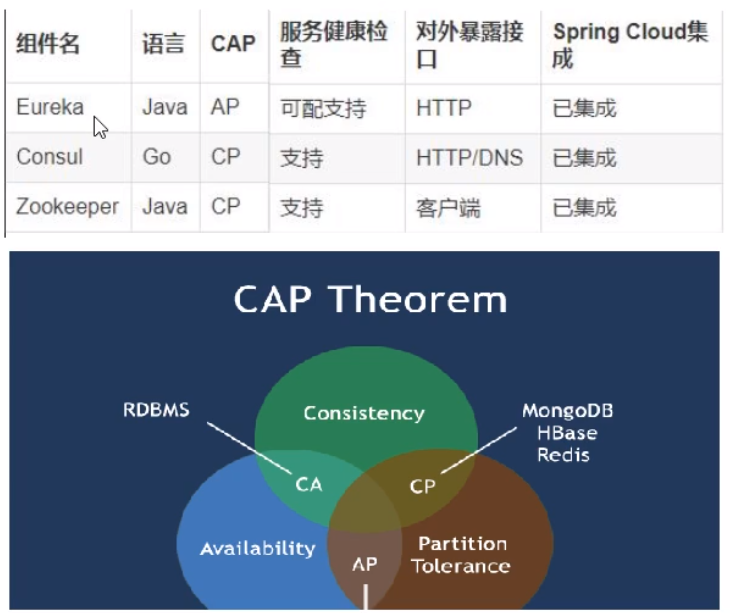 组件名 语言 CAP 服务健康检查 对外暴露接口 Spring Cloud集成
Eureka Java AP 可配支持 HTTP 已集成
Consul Go CP 支持 HTTP/DNS 已集成
Zookeeper Java CP 支持 客户端 已集成
CAP Theorem
RDBMS
Consistency
MongoDB
HBase
Redis
CA
CP
Availability
AP
Partition
Tolerance